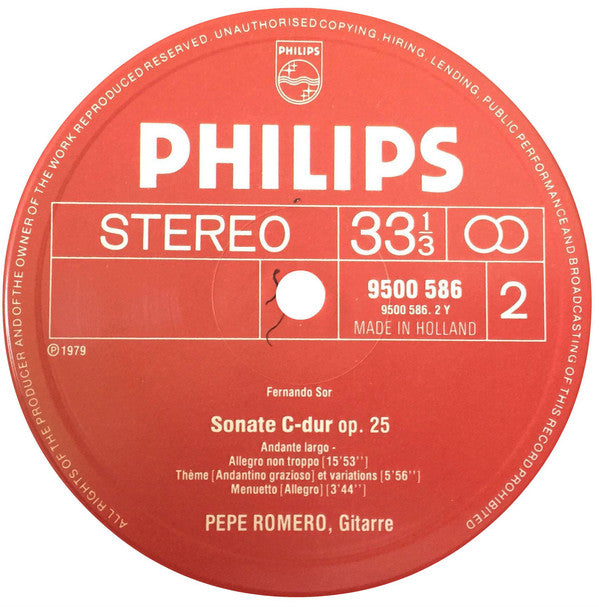 ALL RIGHTS OF THE PRODUCER AND OF THE OWNER OF THE WORK REPRODUCED RESERVED. UNAUTHORISED COPYING, HIRING, LENDING, PUBLIC PERFORMANCE AND BROADCASTING OF THIS RECORD PROHIBITED
PHILIPS
PHILIPS
STEREO
33 1/3
9500 586
9500 586. 2 Y
MADE IN HOLLAND
2
Ⓟ 1979
Fernando Sor
Sonate C-dur op. 25
Andante largo -
Allegro non troppo [15'53'']
Thème [Andantino grazioso] et variations [5'56'']
Menuetto [Allegro] [3'44'']
PEPE ROMERO, Gitarre